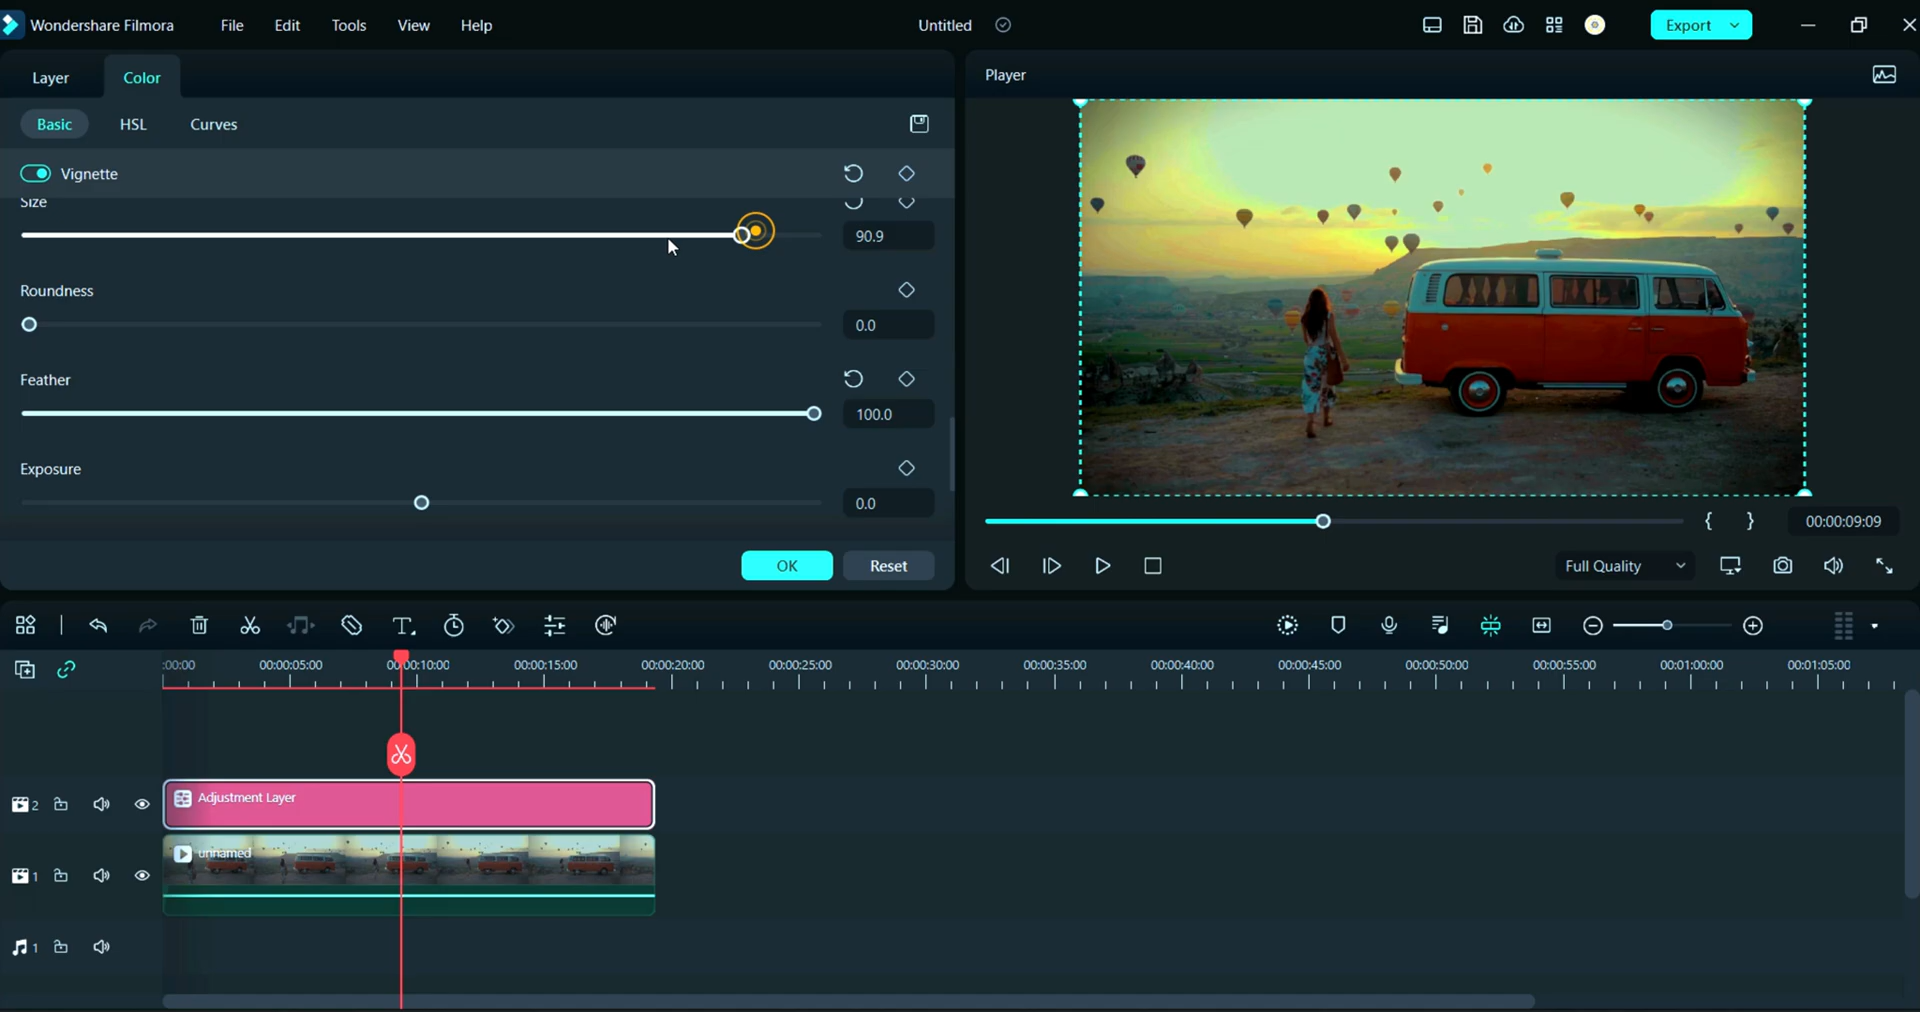 Wondershare Filmora
File
Edit
Tools
View
Help
Untitled
Export
Layer
Color
Player
Basic
HSL
Curves
Vignette
Size
90.9
Roundness
0.0
Feather
100.0
Exposure
0.0
00:00:09:09
OK
Reset
Full Quality
:00:00
00:00:05:00
00:00:10:00
00:00:15:00
00:00:20:00
00:00:25:00
00:00:30:00
00:00:35:00
00:00:40:00
00:00:45:00
00:00:50:00
00:00:55:00
00:01:00:00
00:01:05:00
2
Adjustment Layer
unnamed
1
1